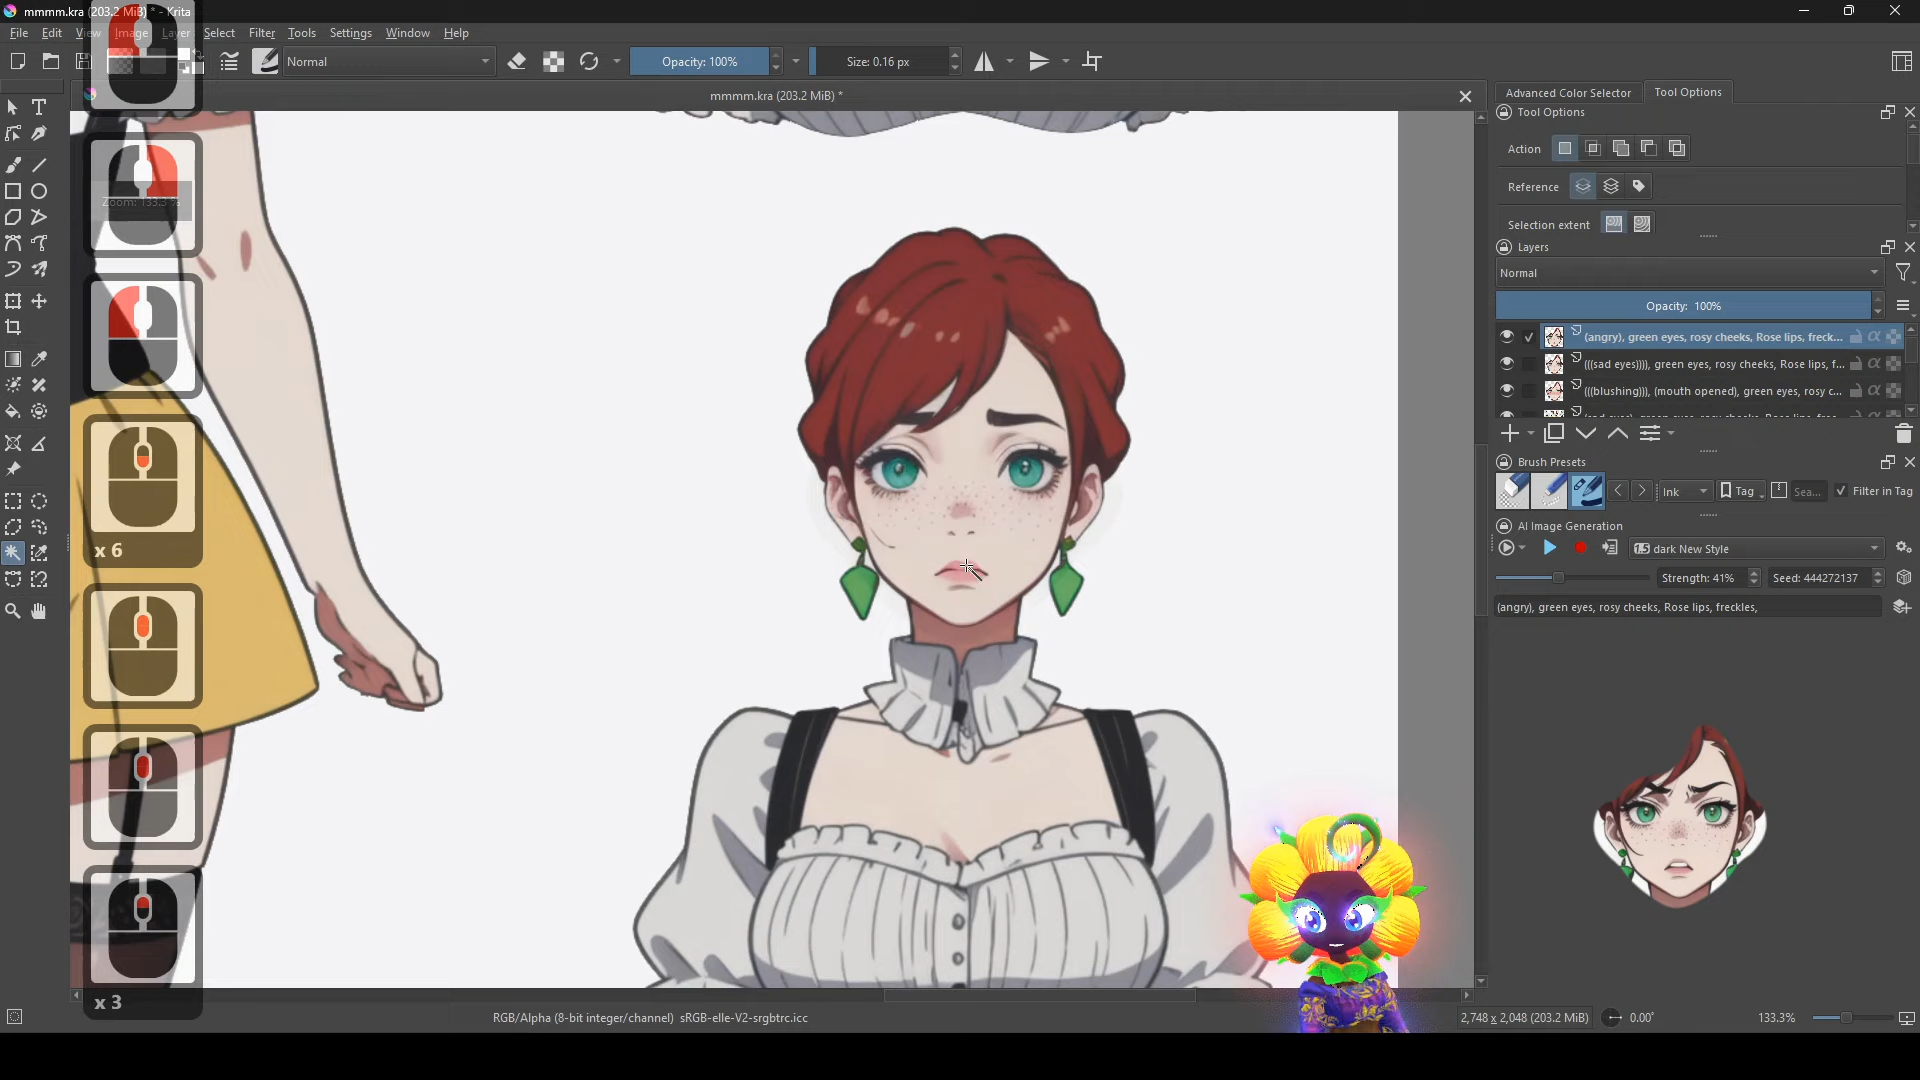 mmmm.kra (203.2 MiB) * - Krita
File Edit View Image Layer Select Filter Tools Settings Window Help
Normal
Opacity: 100%
Size: 0.16 px
mmmm.kra (203.2 MiB) *
Zoom: 133.3 %
x 6
x 3
Advanced Color Selector
Tool Options
Tool Options
Action
Reference
Selection extent
Layers
Normal
Opacity: 100%
(angry), green eyes, rosy cheeks, Rose lips, freck...
(((sad eyes)))), green eyes, rosy cheeks, Rose lips, f...
(((blushing))), (mouth opened), green eyes, rosy c...
Brush Presets
Ink
Tag
Sea...
Filter in Tag
AI Image Generation
1.5 dark New Style
Strength: 41%
Seed: 444272137
(angry), green eyes, rosy cheeks, Rose lips, freckles,
RGB/Alpha (8-bit integer/channel) sRGB-elle-V2-srgbtrc.icc
2,748 x 2,048 (203.2 MiB)
0.00°
133.3%